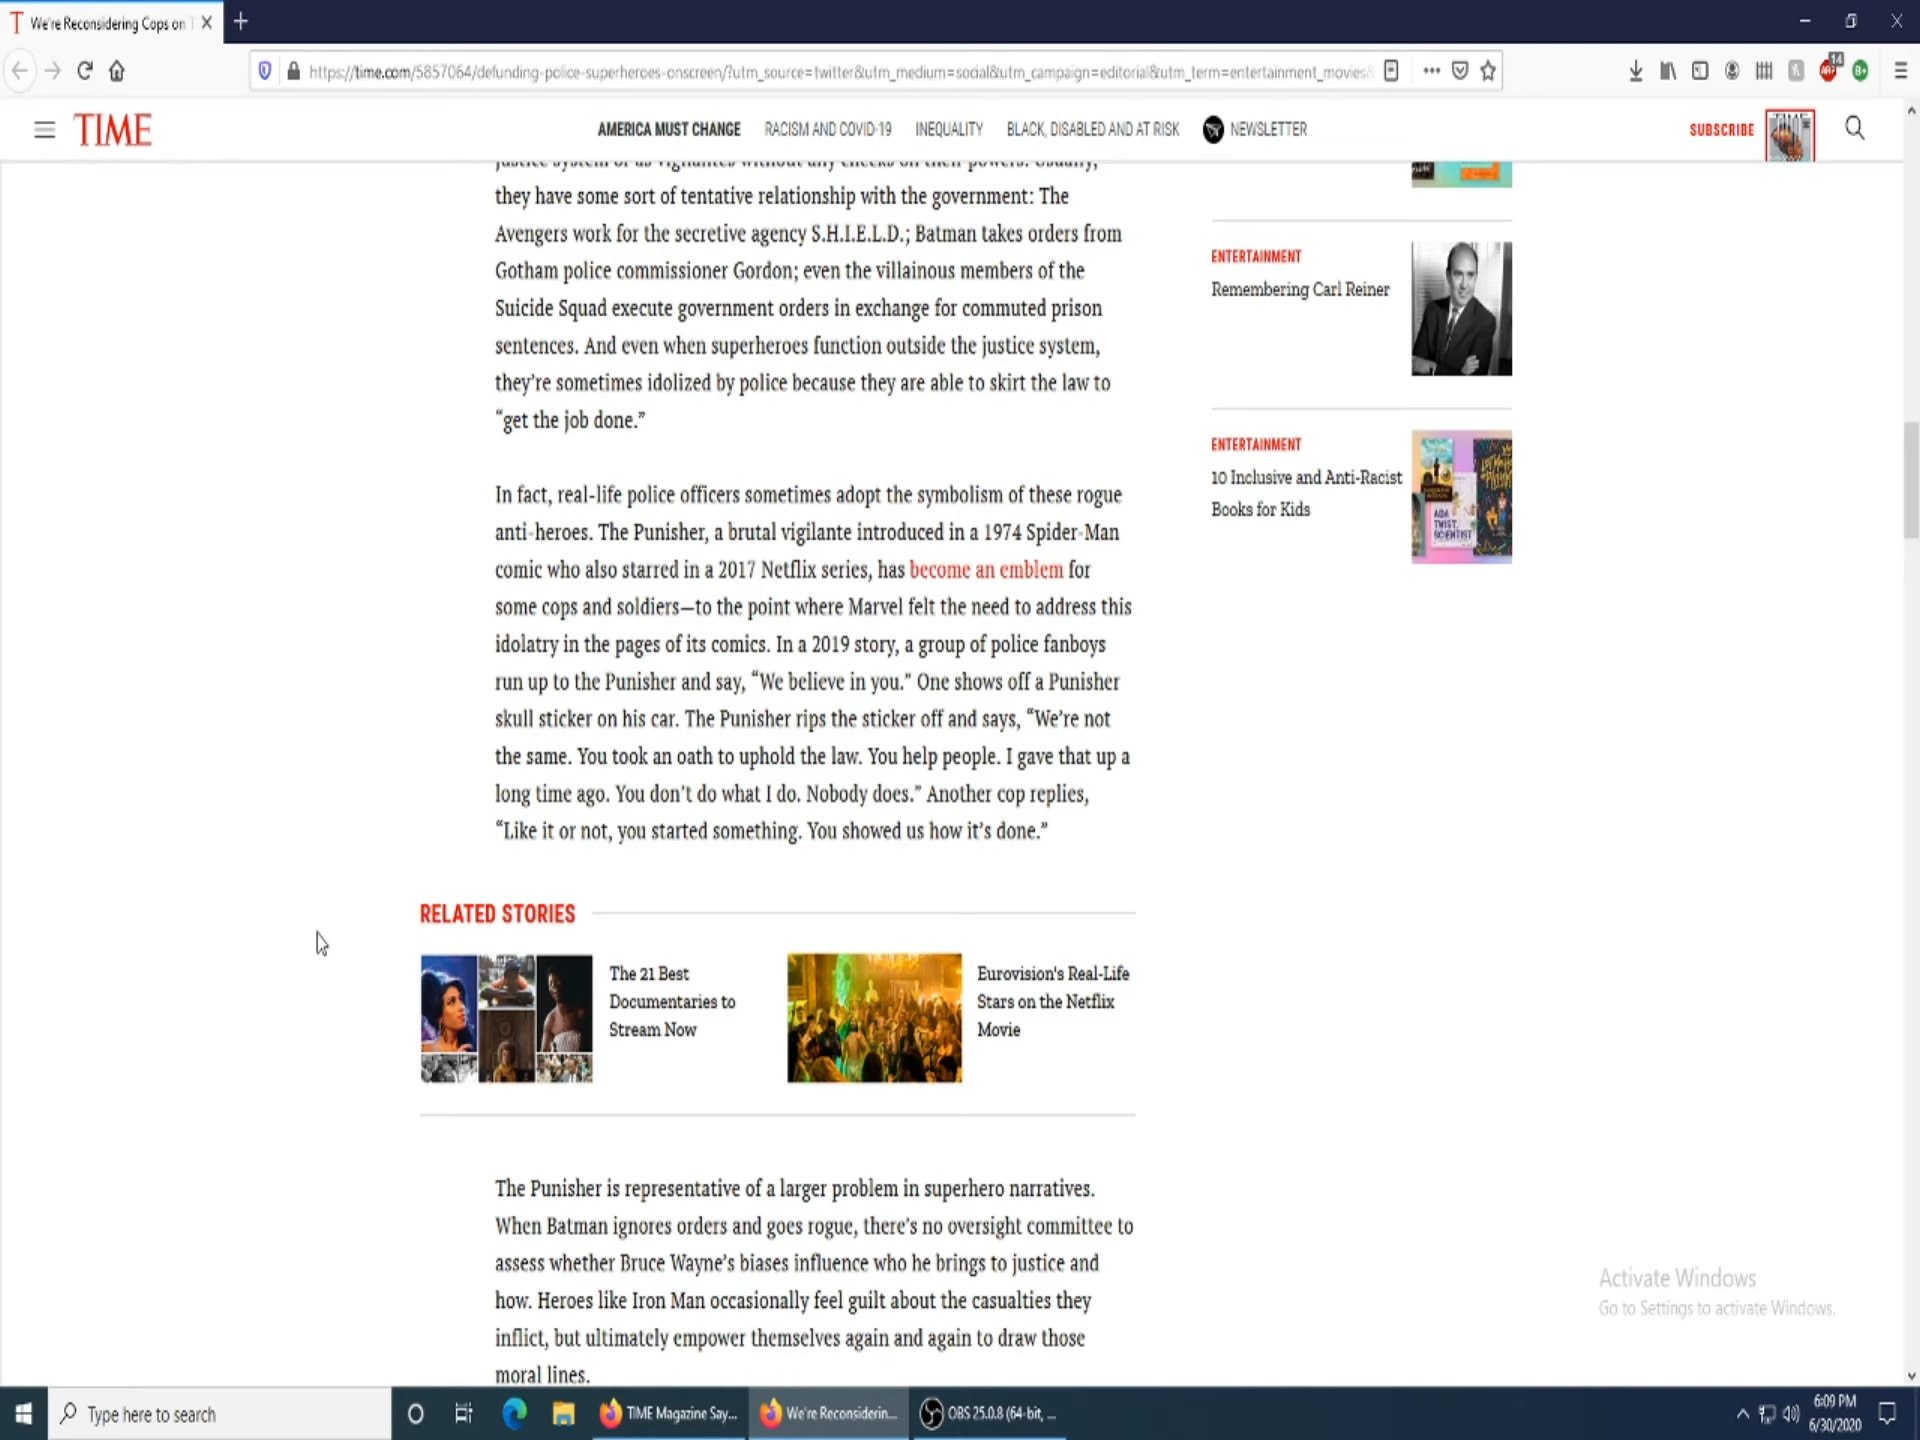 We're Reconsidering Cops on T
https://time.com/5857064/defunding-police-superheroes-onscreen/?utm_source=twitter&utm_medium=social&utm_campaign=editorial&utm_term=entertainment_movies&
14
TIME
AMERICA MUST CHANGE
RACISM AND COVID-19
INEQUALITY
BLACK, DISABLED AND AT RISK
NEWSLETTER
SUBSCRIBE
justice system or as vigilantes without any checks on their powers. Usually,
they have some sort of tentative relationship with the government: The
Avengers work for the secretive agency S.H.I.E.L.D.; Batman takes orders from
Gotham police commissioner Gordon; even the villainous members of the
Suicide Squad execute government orders in exchange for commuted prison
sentences. And even when superheroes function outside the justice system,
they're sometimes idolized by police because they are able to skirt the law to
“get the job done.”
In fact, real-life police officers sometimes adopt the symbolism of these rogue
anti-heroes. The Punisher, a brutal vigilante introduced in a 1974 Spider-Man
comic who also starred in a 2017 Netflix series, has become an emblem for
some cops and soldiers—to the point where Marvel felt the need to address this
idolatry in the pages of its comics. In a 2019 story, a group of police fanboys
run up to the Punisher and say, “We believe in you.” One shows off a Punisher
skull sticker on his car. The Punisher rips the sticker off and says, “We’re not
the same. You took an oath to uphold the law. You help people. I gave that up a
long time ago. You don’t do what I do. Nobody does.” Another cop replies,
“Like it or not, you started something. You showed us how it’s done.”
ENTERTAINMENT
Remembering Carl Reiner
ENTERTAINMENT
10 Inclusive and Anti-Racist
Books for Kids
ADA
TWIST,
SCIENTIST
RELATED STORIES
The 21 Best
Documentaries to
Stream Now
Eurovision's Real-Life
Stars on the Netflix
Movie
The Punisher is representative of a larger problem in superhero narratives.
When Batman ignores orders and goes rogue, there’s no oversight committee to
assess whether Bruce Wayne’s biases influence who he brings to justice and
how. Heroes like Iron Man occasionally feel guilt about the casualties they
inflict, but ultimately empower themselves again and again to draw those
moral lines.
Activate Windows
Go to Settings to activate Windows.
Type here to search
TIME Magazine Say...
We're Reconsiderin...
OBS 25.0.8 (64-bit, ...
6:09 PM
6/30/2020